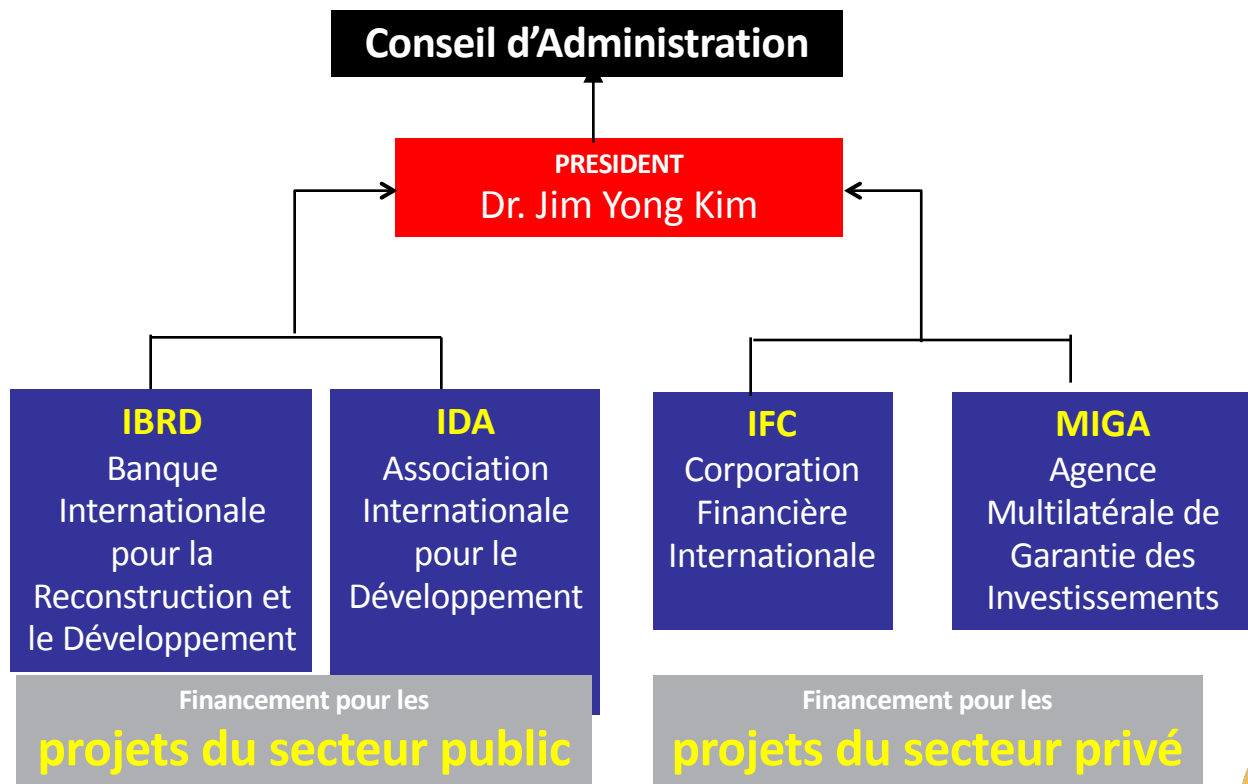 Conseil d'Administration
PRESIDENT
Dr. Jim Yong Kim
IBRD
Banque
Internationale
pour la
Reconstruction et
le Développement
IDA
Association
Internationale
pour le
Développement
IFC
Corporation
Financière
Internationale
MIGA
Agence
Multilatérale de
Garantie des
Investissements
Financement pour les
projets du secteur public
Financement pour les
projets du secteur privé